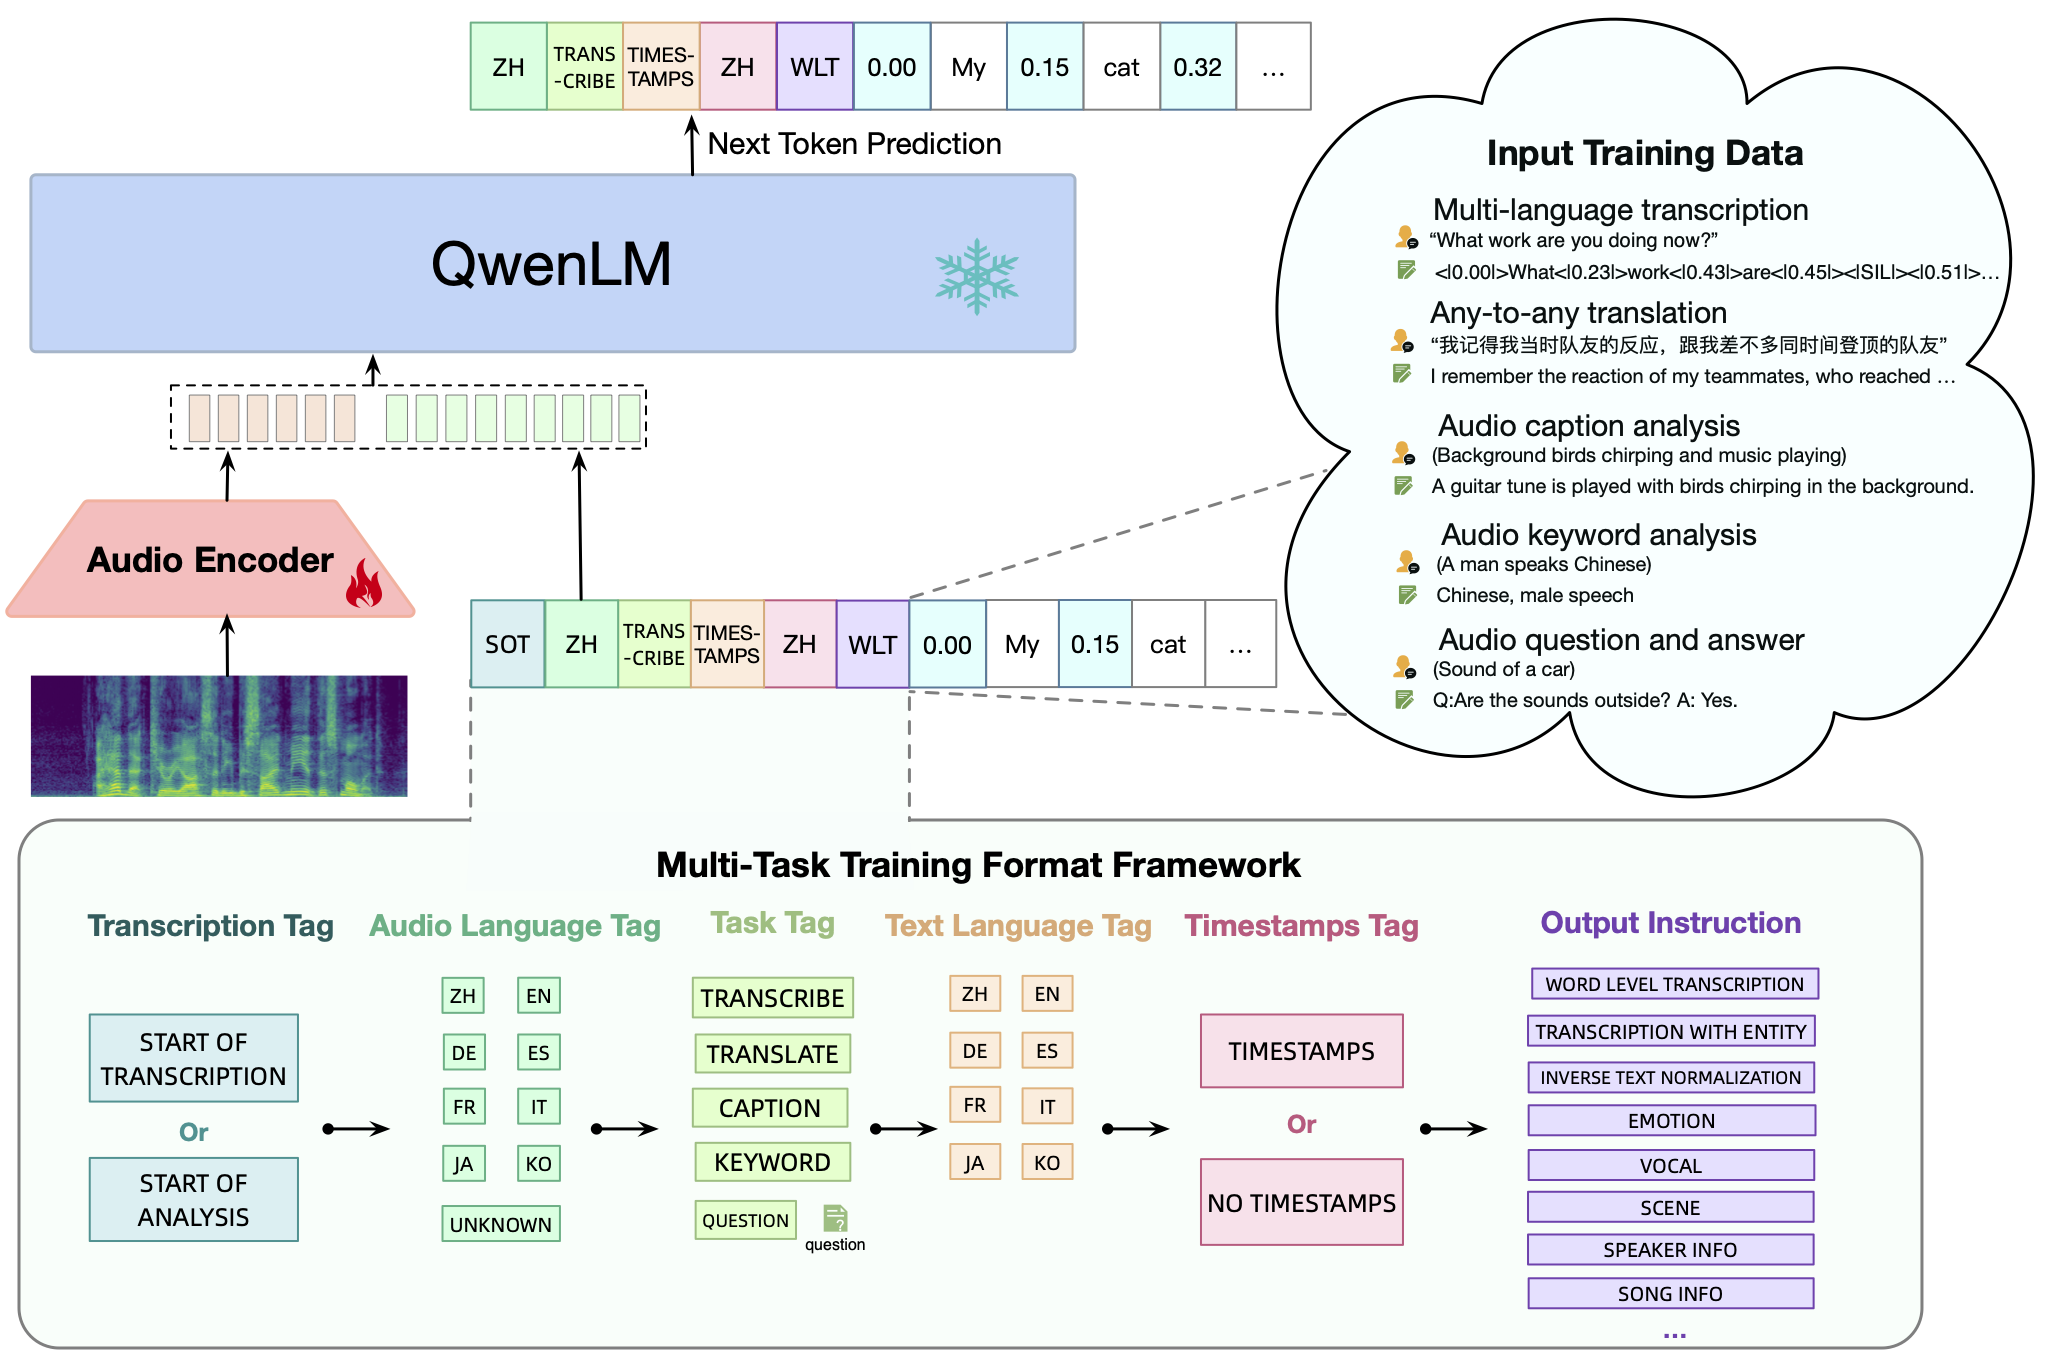 ZH TRANS -CRIBE TIMES- TAMPS ZH WLT 0.00 My 0.15 cat 0.32 ...
Next Token Prediction
QwenLM
Audio Encoder
SOT ZH TRANS -CRIBE TIMES- TAMPS ZH WLT 0.00 My 0.15 cat ...
Input Training Data
Multi-language transcription
“What work are you doing now?”
<|0.00|>What<|0.23|>work<|0.43|>are<|0.45|><|SIL|><|0.51|>...
Any-to-any translation
“我记得我当时队友的反应，跟我差不多同时间登顶的队友”
I remember the reaction of my teammates, who reached ...
Audio caption analysis
(Background birds chirping and music playing)
A guitar tune is played with birds chirping in the background.
Audio keyword analysis
(A man speaks Chinese)
Chinese, male speech
Audio question and answer
(Sound of a car)
Q:Are the sounds outside? A: Yes.
Multi-Task Training Format Framework
Transcription Tag
START OF
TRANSCRIPTION
Or
START OF
ANALYSIS
Audio Language Tag
ZH EN
DE ES
FR IT
JA KO
UNKNOWN
Task Tag
TRANSCRIBE
TRANSLATE
CAPTION
KEYWORD
QUESTION
?
question
Text Language Tag
ZH EN
DE ES
FR IT
JA KO
Timestamps Tag
TIMESTAMPS
Or
NO TIMESTAMPS
Output Instruction
WORD LEVEL TRANSCRIPTION
TRANSCRIPTION WITH ENTITY
INVERSE TEXT NORMALIZATION
EMOTION
VOCAL
SCENE
SPEAKER INFO
SONG INFO
...